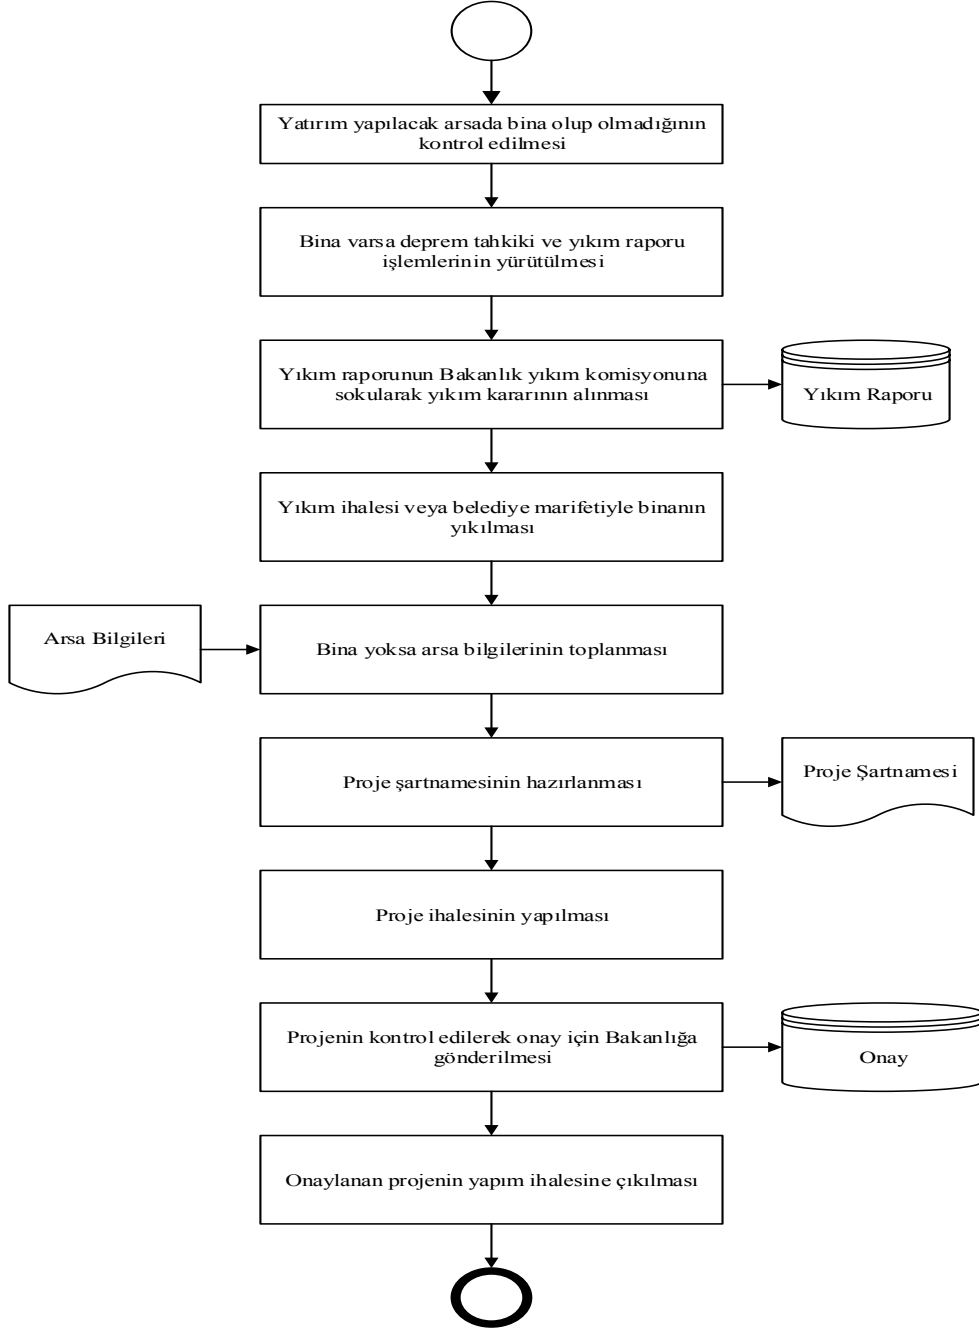 Yatırım yapılacak arsada bina olup olmadığının
kontrol edilmesi
Bina varsa deprem tahkiki ve yıkım raporu
işlemlerinin yürütülmesi
Yıkım raporunun Bakanlık yıkım komisyonuna
sokularak yıkım kararının alınması
Yıkım Raporu
Yıkım ihalesi veya belediye marifetiyle binanın
yıkılması
Arsa Bilgileri
Bina yoksa arsa bilgilerinin toplanması
Proje şartnamesinin hazırlanması
Proje Şartnamesi
Proje ihalesinin yapılması
Projenin kontrol edilerek onay için Bakanlığa
gönderilmesi
Onay
Onaylanan projenin yapım ihalesine çıkılması